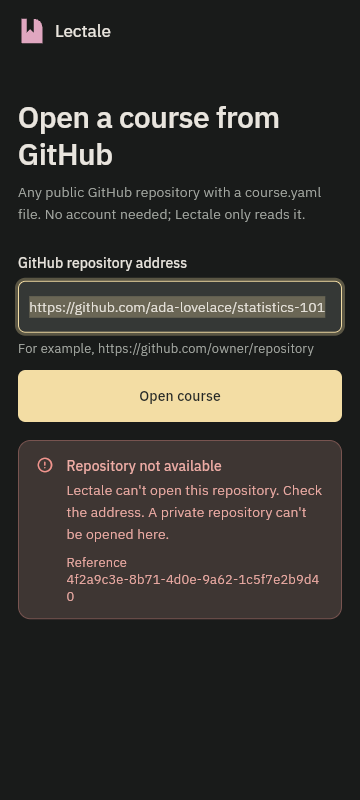 Lectale
Open a course from
GitHub
Any public GitHub repository with a course.yaml
file. No account needed; Lectale only reads it.
GitHub repository address
https://github.com/ada-lovelace/statistics-101
For example, https://github.com/owner/repository
Open course
Repository not available
Lectale can't open this repository. Check
the address. A private repository can't
be opened here.
Reference
4f2a9c3e-8b71-4d0e-9a62-1c5f7e2b9d4
0